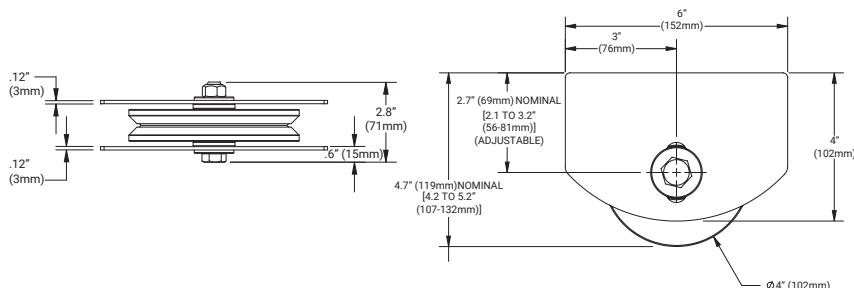 .12"
(3mm)
.12"
(3mm)
2.8"
(71mm)
.6" (15mm)
6"
(152mm)
3"
(76mm)
2.7" (69mm) NOMINAL
[2.1 TO 3.2"
(56-81mm)]
(ADJUSTABLE)
4.7" (119mm)NOMINAL
[4.2 TO 5.2"
(107-132mm)]
4"
(102mm)
Ø4" (102mm)